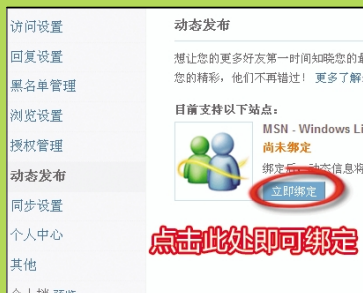 访问设置
回复设置
黑名单管理
浏览设置
授权管理
动态发布
同步设置
个人中心
其他
动态发布
想让您的更多好友第一时间知晓您的
您的精彩，他们不再错过！ 更多了解
目前支持以下站点：
MSN - Windows Li
尚未绑定
绑定后，动态信息将
立即绑定
点击此处即可绑定